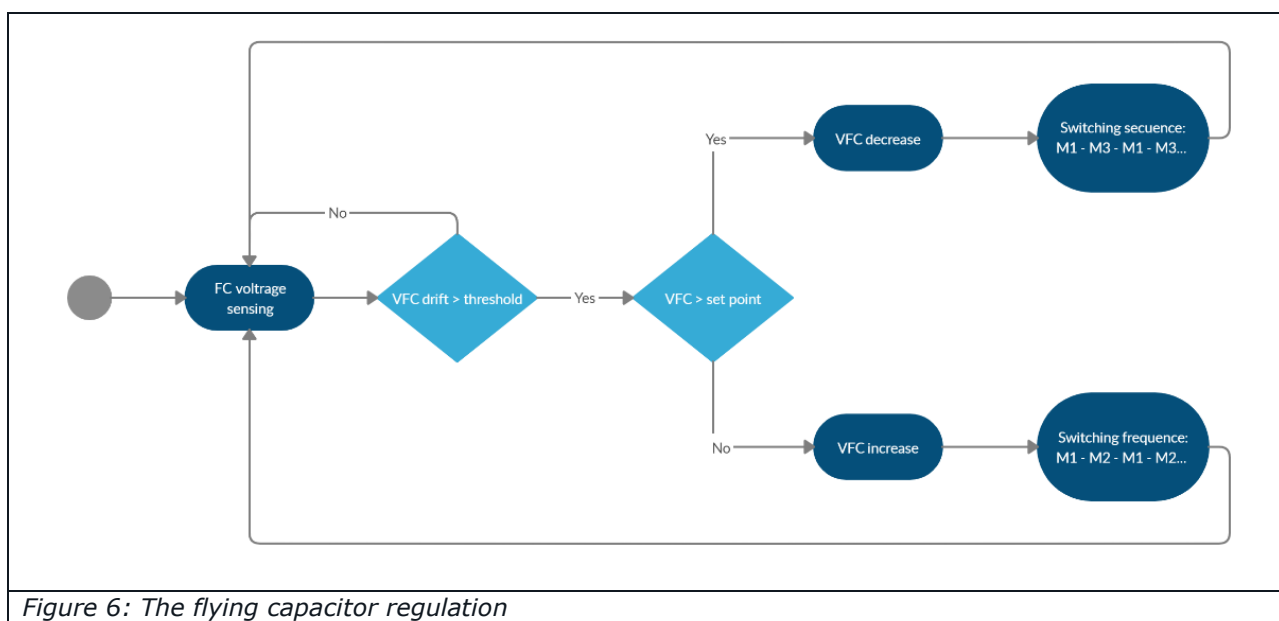 Yes
VFC decrease
Switching secuence:
M1 - M3 - M1 - M3...
No
FC voltrage
sensing
VFC drift > threshold
Yes
VFC > set point
No
VFC increase
Switching frequence:
M1 - M2 - M1 - M2...
Figure 6: The flying capacitor regulation